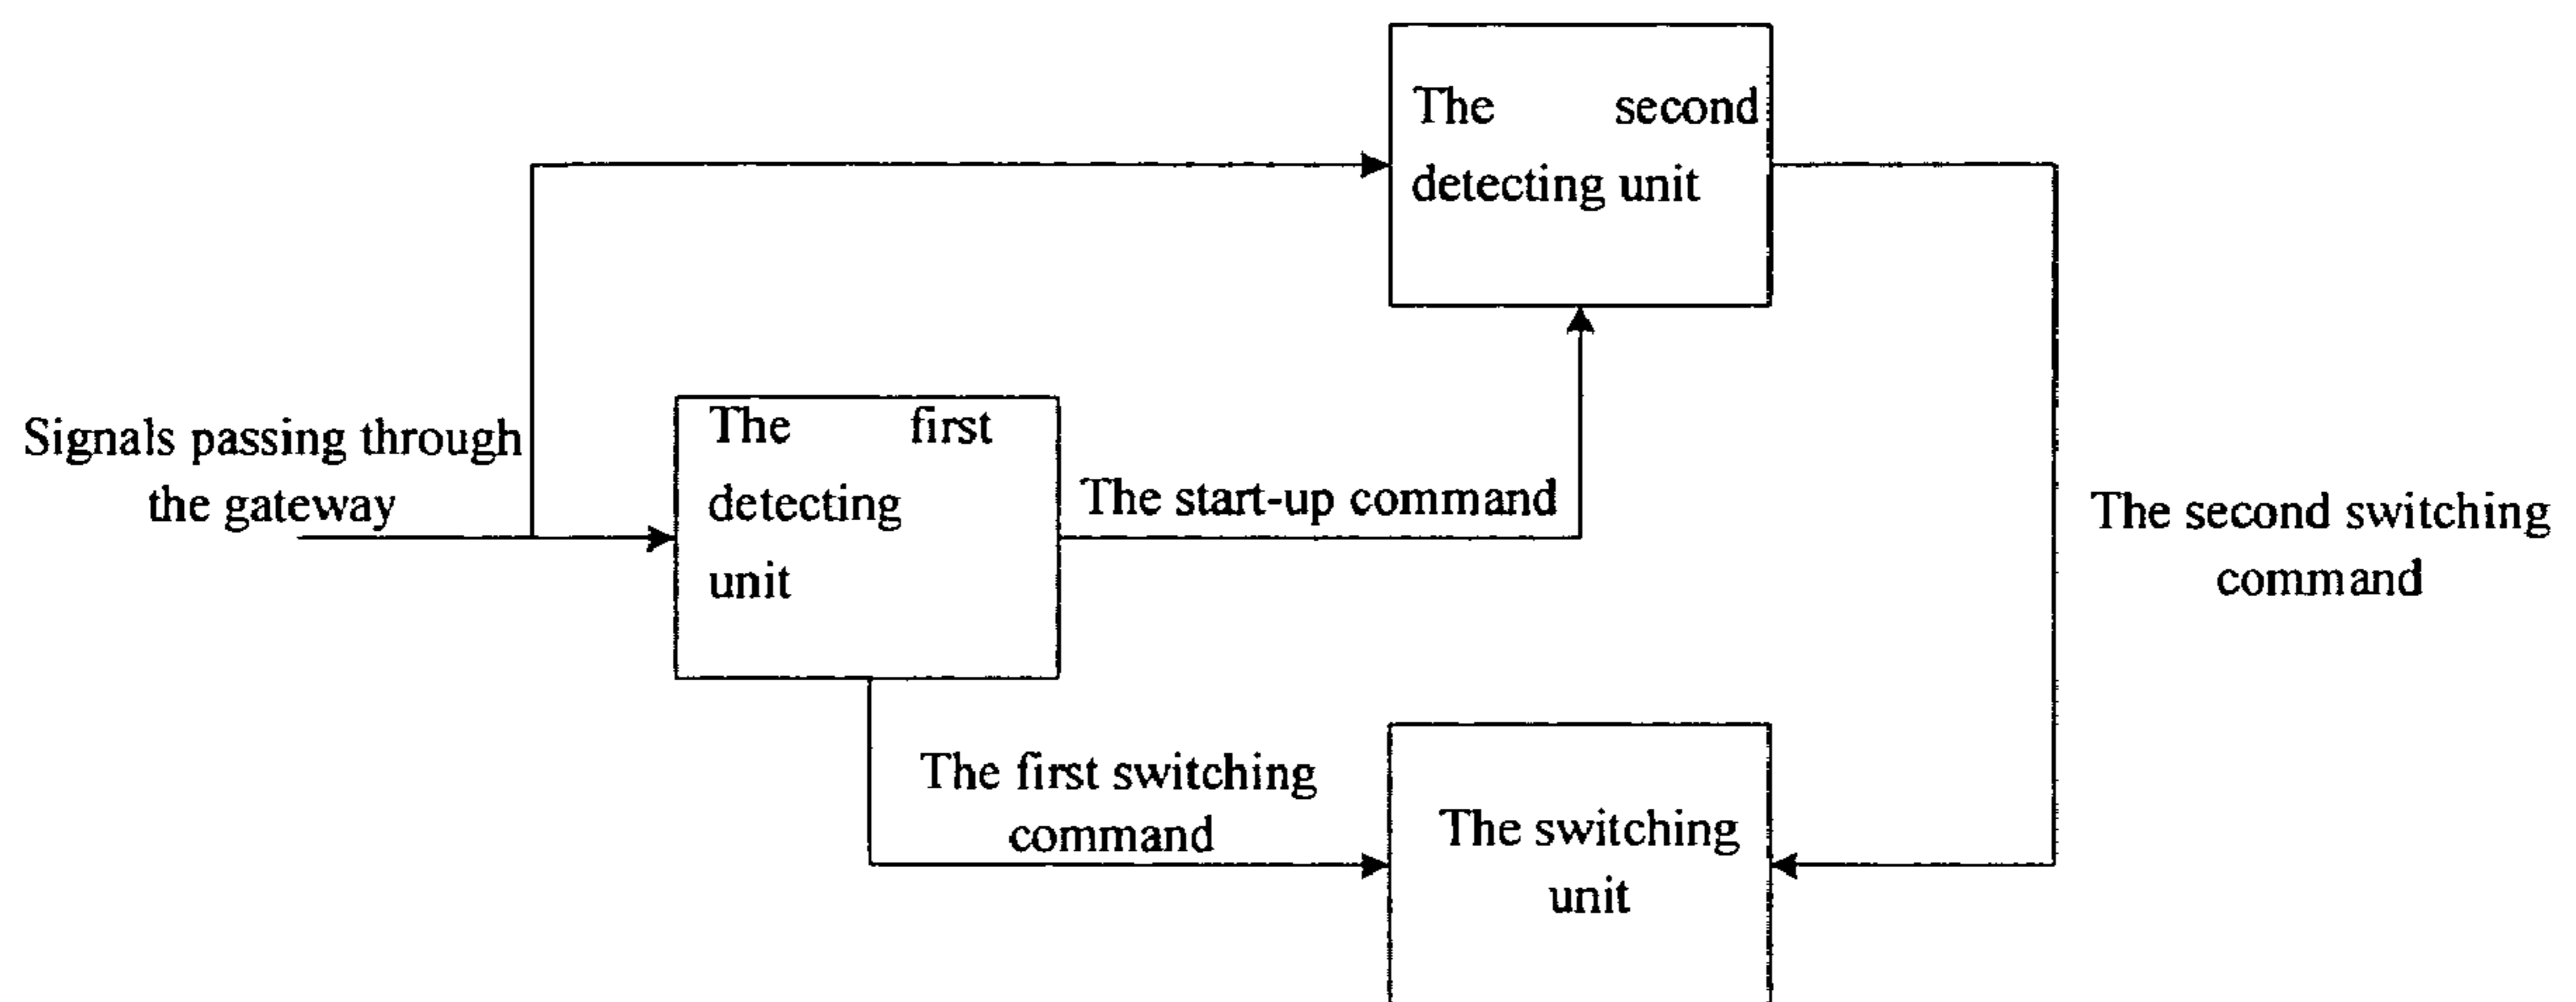 The second
detecting unit
Signals passing through
the gateway
The first
detecting
unit
The start-up command
The second switching
command
The first switching
command
The switching
unit